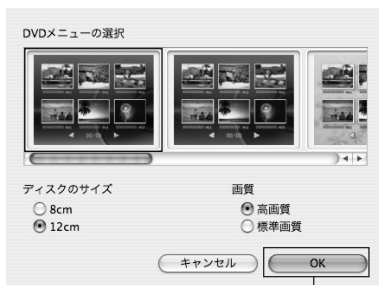 DVDメニューの選択
ディスクのサイズ
8cm
12cm
画質
高画質
標準画質
キャンセル
OK